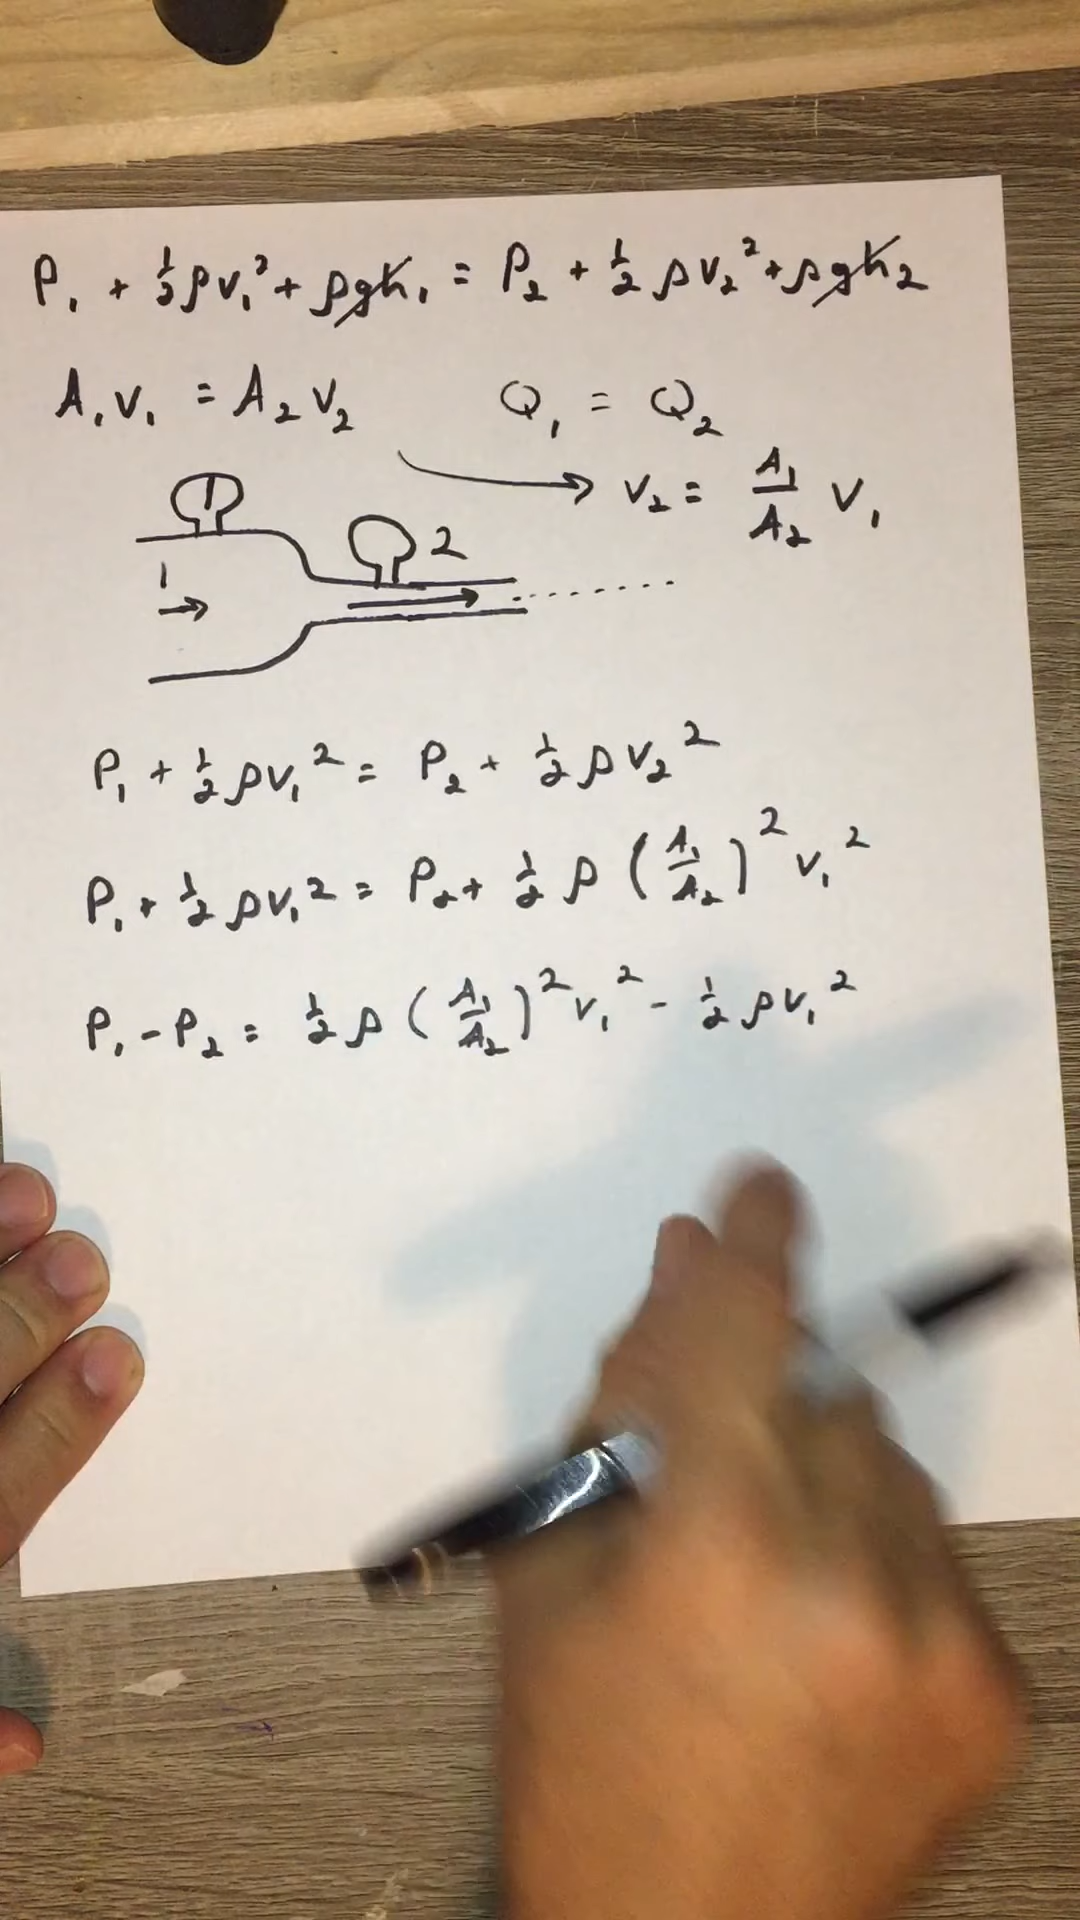 P₁ + ½ρv₁² + ρgh₁ = P₂ + ½ρv₂² + ρgh₂
A₁v₁ = A₂v₂ Q₁ = Q₂
v₂ = A₁/A₂ v₁
1
2
1
P₁ + ½ρv₁² = P₂ + ½ρv₂²
P₁ + ½ρv₁² = P₂ + ½ρ(A₁/A₂)²v₁²
P₁ - P₂ = ½ρ(A₁/A₂)²v₁² - ½ρv₁²